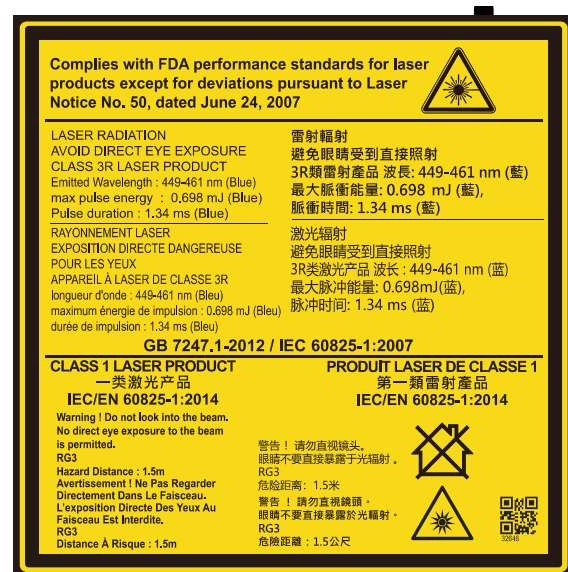 Complies with FDA performance standards for laser
products except for deviations pursuant to Laser
Notice No. 50, dated June 24, 2007
LASER RADIATION
AVOID DIRECT EYE EXPOSURE
CLASS 3R LASER PRODUCT
Emitted Wavelength : 449-461 nm (Blue)
max pulse energy : 0,698 mJ (Blue)
Pulse duration : 1.34 ms (Blue)
雷射輻射
避免眼睛受到直接照射
3R類雷射產品 波長: 449-461 nm (藍)
最大脈衝能量: 0.698 mJ (藍),
脈衝時間: 1.34 ms (藍)
RAYONNEMENT LASER
EXPOSITION DIRECTE DANGEREUSE
POUR LES YEUX
APPAREIL À LASER DE CLASSE 3R
longueur d'onde : 449-461 nm (Bleu)
maximum énergie de impulsion : 0.698 mJ (Bleu)
durée de impulsion : 1.34 ms (Bleu)
激光辐射
避免眼睛受到直接照射
3R类激光产品 波长 : 449-461 nm (蓝)
最大脉冲能量: 0.698mJ(蓝),
脉冲时间: 1.34 ms (蓝)
GB 7247.1-2012 / IEC 60825-1:2007
CLASS 1 LASER PRODUCT
一类激光产品
IEC/EN 60825-1:2014
PRODUIT LASER DE CLASSE 1
第一類雷射產品
IEC/EN 60825-1:2014
Warning ! Do not look into the beam.
No direct eye exposure to the beam
is permitted.
RG3
Hazard Distance : 1.5m
Avertissement ! Ne Pas Regarder
Directement Dans Le Faisceau.
L'exposition Directe Des Yeux Au
Faisceau Est Interdite.
RG3
Distance À Risque : 1.5m
警告 ! 请勿直视镜头。
眼睛不要直接暴露于光辐射 。
RG3
危险距离: 1.5米
警告 ! 請勿直視鏡頭。
眼睛不要直接暴露於光輻射。
RG3
危險距離 : 1.5公尺
32646